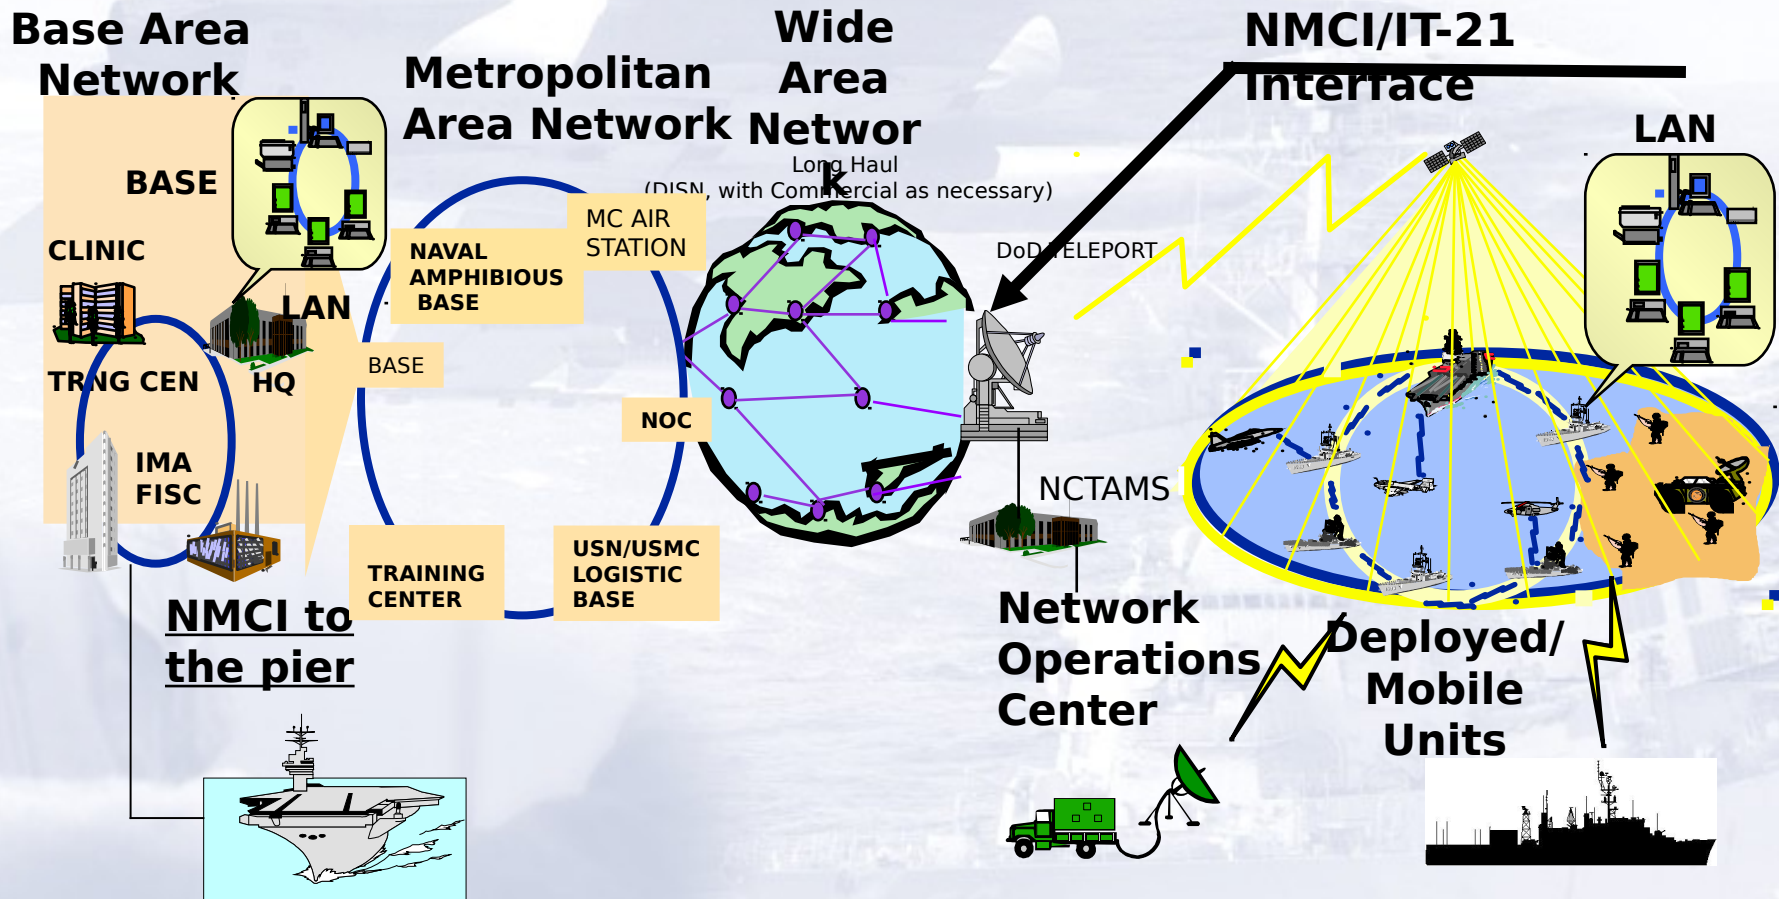 Base Area
Network
Metropolitan
Area Network
Wide
Area
Networ
k
Long Haul
(DISN, with Commercial as necessary)
NMCI/IT-21
Interface
LAN
BASE
CLINIC
LAN
TRNG CEN
HQ
IMA
FISC
MC AIR
STATION
NAVAL
AMPHIBIOUS
BASE
BASE
NOC
TRAINING
CENTER
USN/USMC
LOGISTIC
BASE
DoD TELEPORT
NCTAMS
NMCI to
the pier
Network
Operations
Center
Deployed/
Mobile
Units